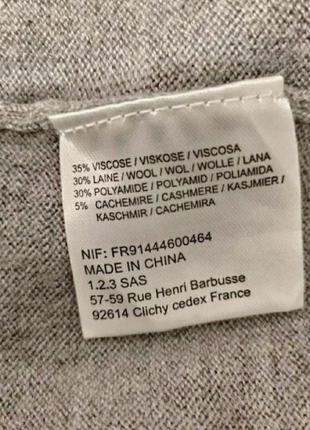 35% VISCOSE / VISKOSE / VISCOSA
30% LAINE / WOOL / WOL / WOLLE / LANA
30% POLYAMIDE / POLYAMID / POLIAMIDA
5% CACHEMIRE / CASHMERE / KASJMIER /
KASCHMIR / CACHEMIRA
NIF: FR91444600464
MADE IN CHINA
1.2.3 SAS
57-59 Rue Henri Barbusse
92614 Clichy cedex France